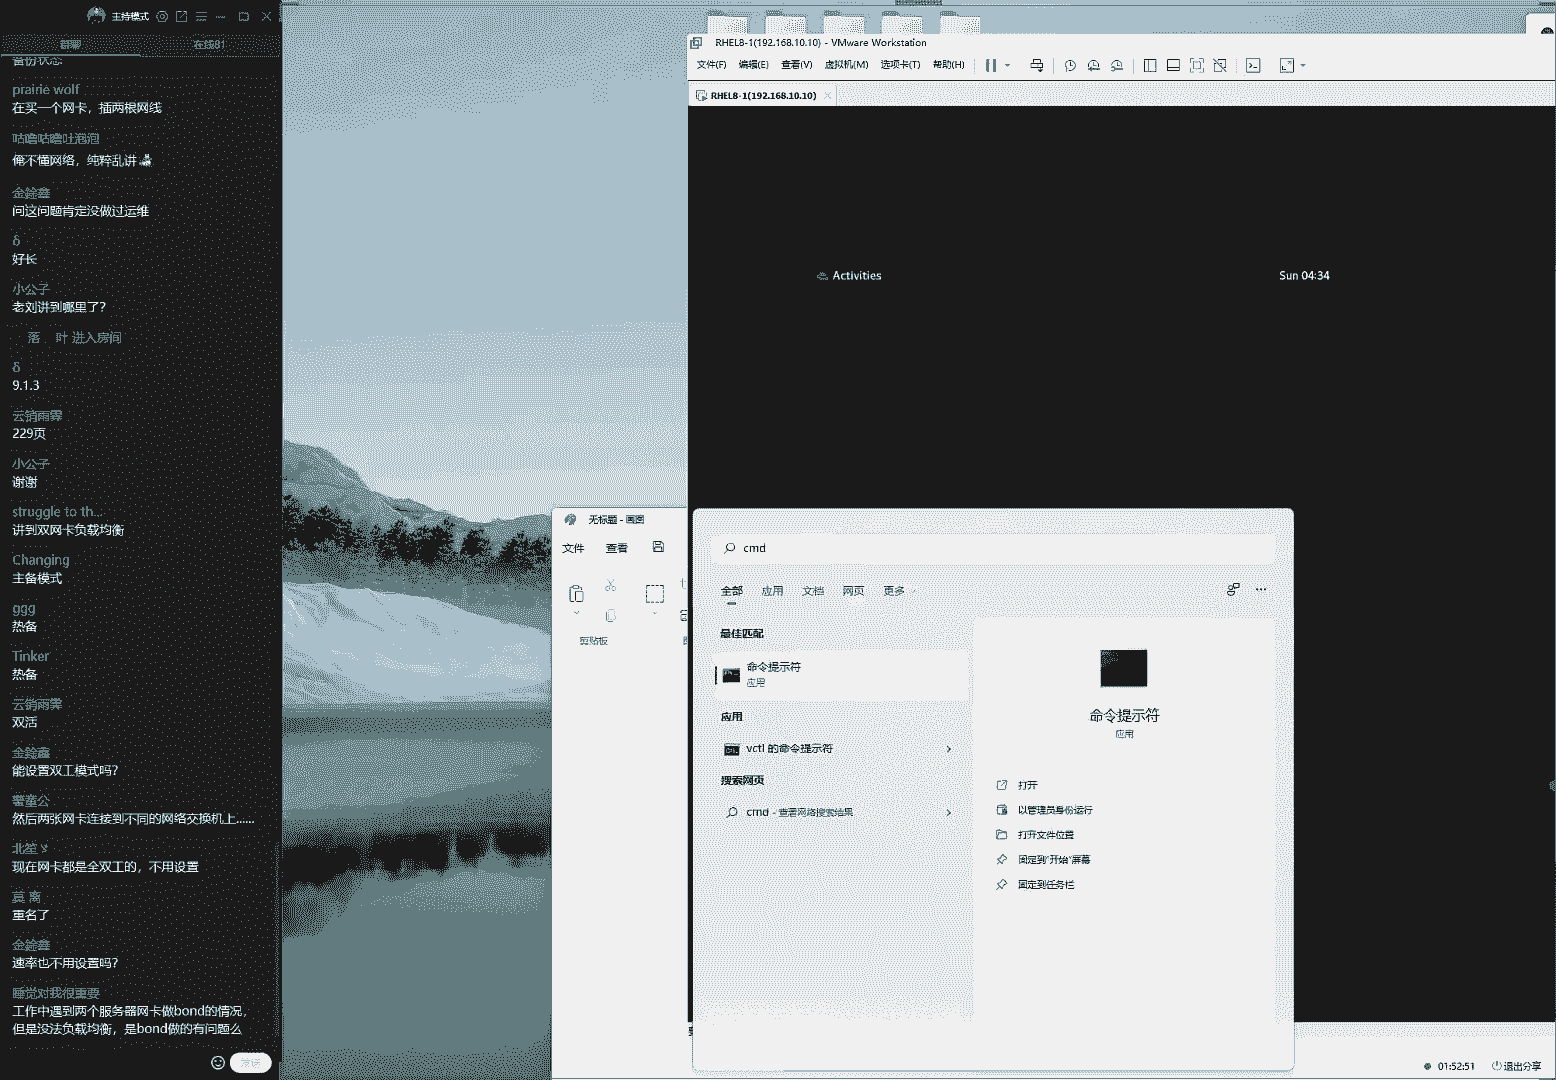 主持模式
群聊
在线81
备份状态
prairie wolf
在买一个网卡，插两根网线
咕噜咕噜吐泡泡
俺不懂网络，纯粹乱讲
金鍂鑫
问这问题肯定没做过运维
δ
好长
小公子
老刘讲到哪里了？
落 叶 进入房间
δ
9.1.3
云销雨霁
229页
小公子
谢谢
struggle to th...
讲到双网卡负载均衡
Changing
主备模式
ggg
热备
Tinker
热备
云销雨霁
双活
金鍂鑫
能设置双工模式吗？
然后两张网卡连接到不同的网络交换机上......
北笙ゞ
现在网卡都是全双工的，不用设置
莫 离
重名了
金鍂鑫
速率也不用设置吗？
睡觉对我很重要
工作中遇到两个服务器网卡做bond的情况，
但是没法负载均衡，是bond做的有问题么
发送
RHEL8-1(192.168.10.10) - VMware Workstation
文件(F) 编辑(E) 查看(V) 虚拟机(M) 选项卡(T) 帮助(H)
RHEL8-1(192.168.10.10)
Activities
Sun 04:34
无标题 - 画图
文件 查看
剪贴板
cmd
全部 应用 文档 网页 更多
最佳匹配
命令提示符
应用
应用
vctl 的命令提示符
搜索网页
cmd - 查看网络搜索结果
命令提示符
应用
打开
以管理员身份运行
打开文件位置
固定到"开始"屏幕
固定到任务栏
01:52:51
退出分享